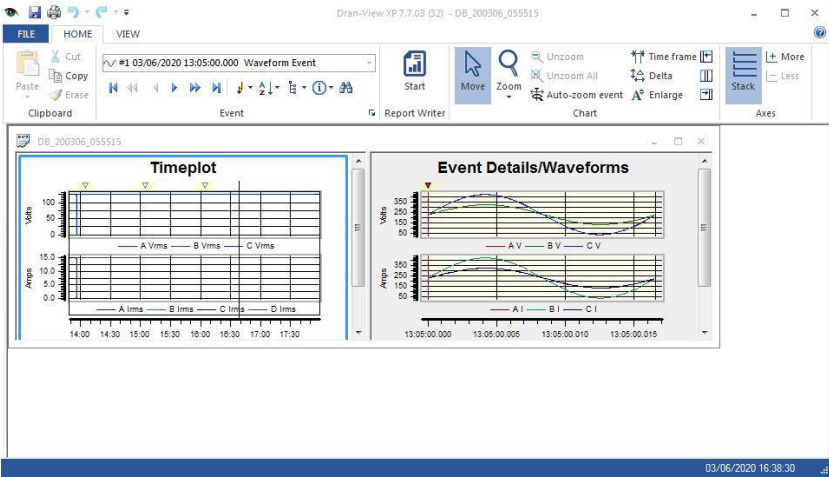 Dran-View XP 7.7.03 (32) - DB_200306_055515
FILE HOME VIEW
Paste Cut Copy Erase
Clipboard
#1 03/06/2020 13:05:00.000 Waveform Event
Event
Start
Report Writer
Move Zoom Unzoom Unzoom All Auto-zoom event Time frame Delta Enlarge
Chart
Stack More Less
Axes
DB_200306_055515
Timeplot
Volts
100
50
0
A Vrms B Vrms C Vrms
Amps
15.0
10.0
5.0
0.0
A Irms B Irms C Irms D Irms
14:00 14:30 15:00 15:30 16:00 16:30 17:00 17:30
Event Details/Waveforms
Volts
350
250
150
50
A V B V C V
Amps
350
250
150
50
A I B I C I
13:05:00.000 13:05:00.005 13:05:00.010 13:05:00.015
03/06/2020 16:38:30